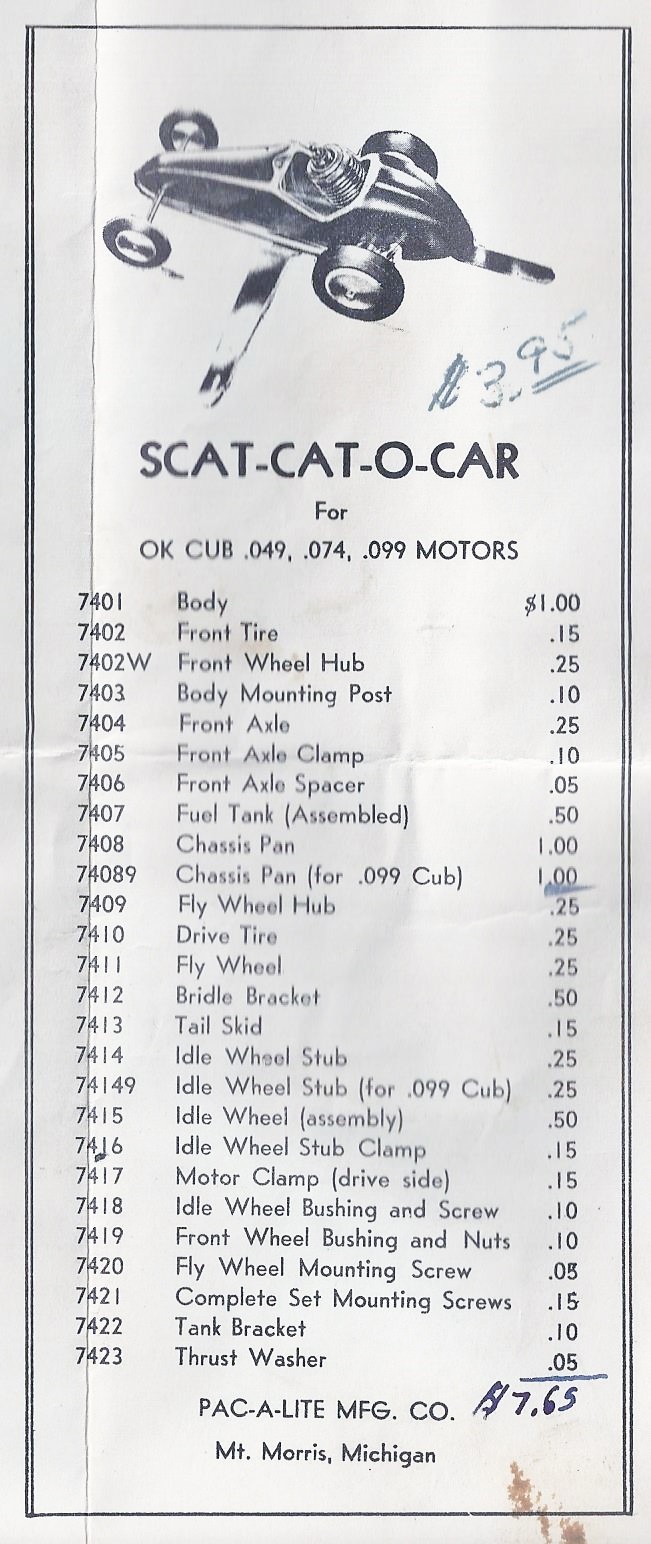 $3.95
SCAT-CAT-O-CAR
For
OK CUB .049, .074, .099 MOTORS
7401 Body $1.00
7402 Front Tire .15
7402W Front Wheel Hub .25
7403 Body Mounting Post .10
7404 Front Axle .25
7405 Front Axle Clamp .10
7406 Front Axle Spacer .05
7407 Fuel Tank (Assembled) .50
7408 Chassis Pan 1.00
74089 Chassis Pan (for .099 Cub) 1.00
7409 Fly Wheel Hub .25
7410 Drive Tire .25
7411 Fly Wheel .25
7412 Bridle Bracket .50
7413 Tail Skid .15
7414 Idle Wheel Stub .25
74149 Idle Wheel Stub (for .099 Cub) .25
7415 Idle Wheel (assembly) .50
7416 Idle Wheel Stub Clamp .15
7417 Motor Clamp (drive side) .15
7418 Idle Wheel Bushing and Screw .10
7419 Front Wheel Bushing and Nuts .10
7420 Fly Wheel Mounting Screw .05
7421 Complete Set Mounting Screws .15
7422 Tank Bracket .10
7423 Thrust Washer .05
PAC-A-LITE MFG. CO. $7.65
Mt. Morris, Michigan